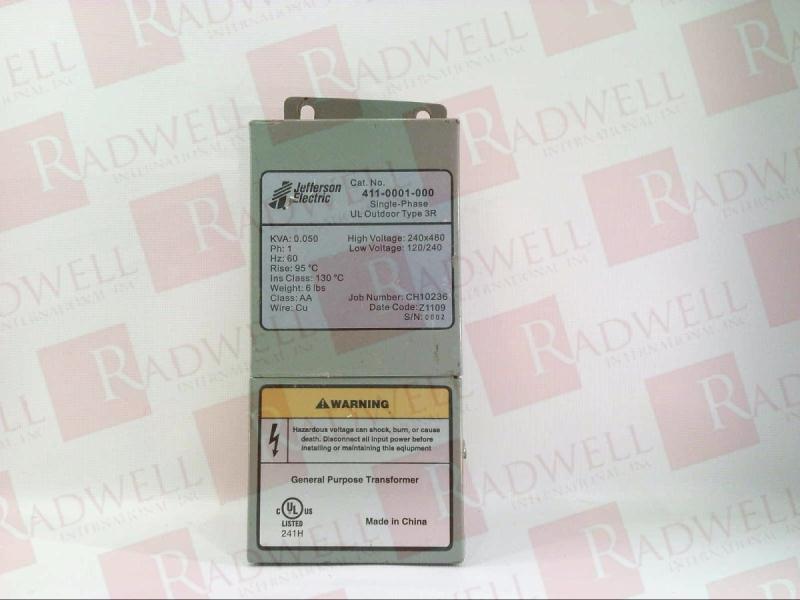 Jefferson
Electric
Cat. No.
411-0001-000
Single-Phase
UL Outdoor Type 3R
KVA: 0.050
Ph: 1
Hz: 60
Rise: 95 °C
Ins Class: 130 °C
Weight: 6 lbs
Class: AA
Wire: Cu
High Voltage: 240x480
Low Voltage: 120/240
Job Number: CH10236
Date Code: Z1109
S/N: 0002
WARNING
Hazardous voltage can shock, burn, or cause
death. Disconnect all input power before
installing or maintaining this eqiupment
General Purpose Transformer
C UL US
LISTED
241H
Made in China
RADWELL
INTERNATIONAL, INC